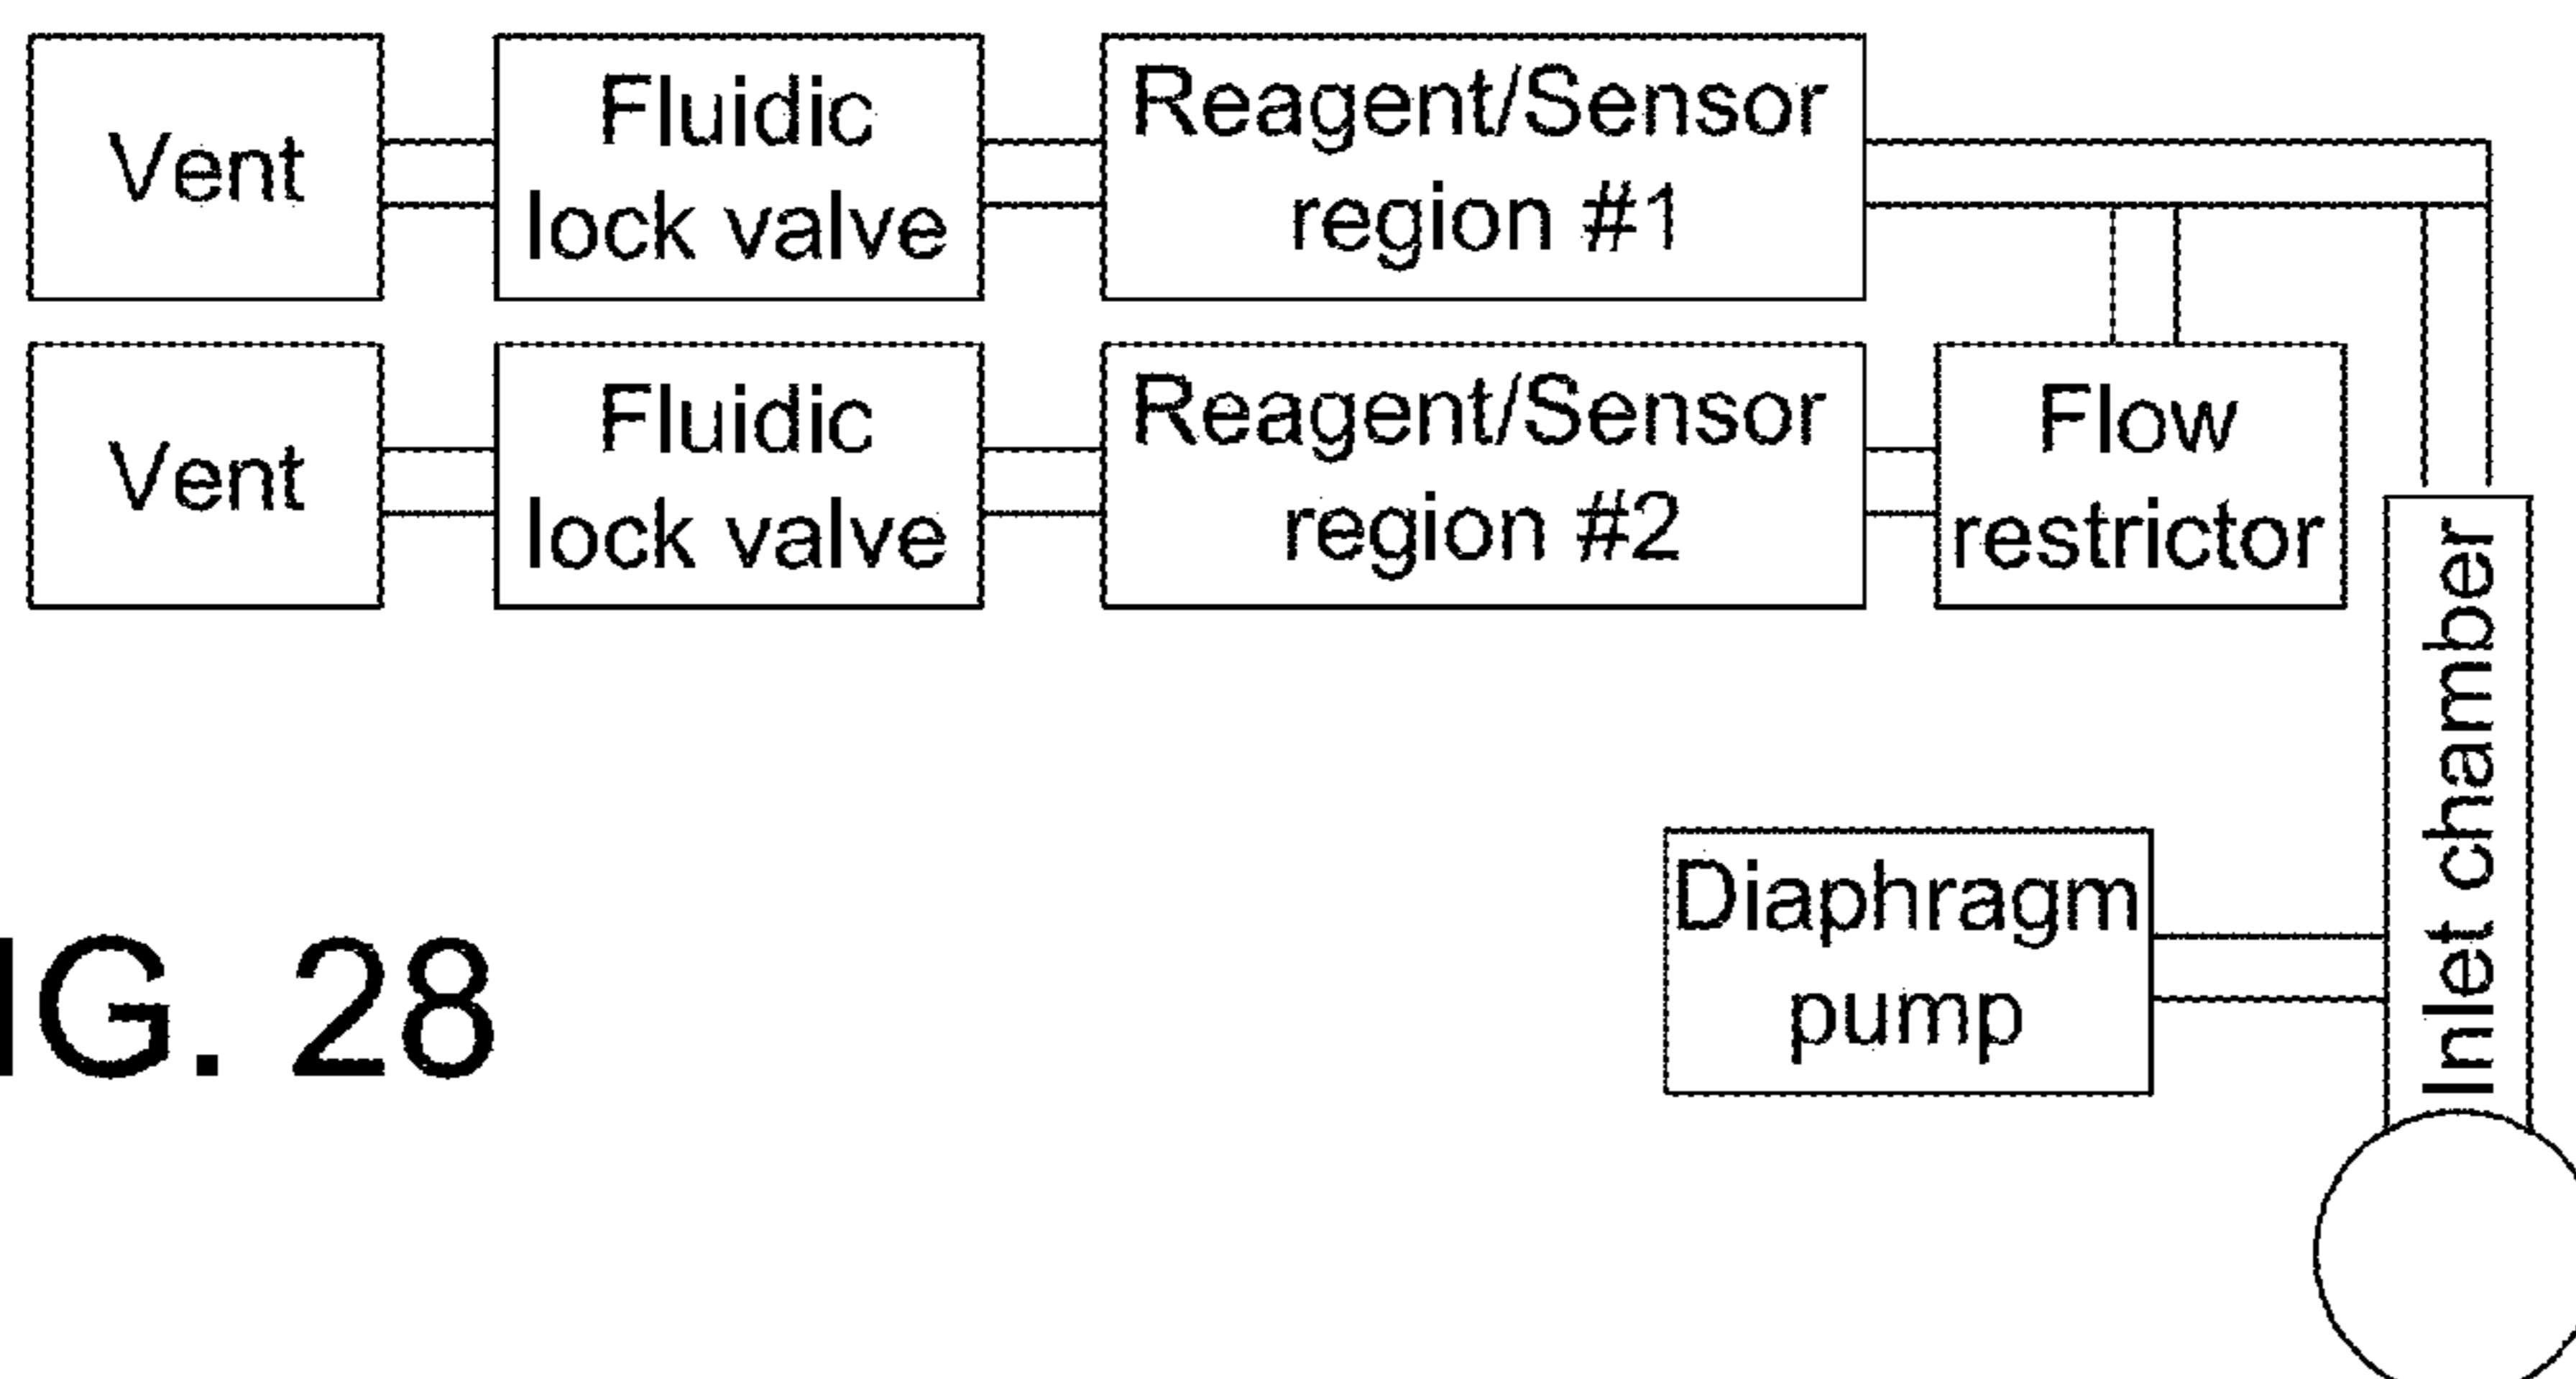 Vent
Fluidic
lock valve
Reagent/Sensor
region #1
Vent
Fluidic
lock valve
Reagent/Sensor
region #2
Flow
restrictor
Inlet chamber
Diaphragm
pump
IG. 28